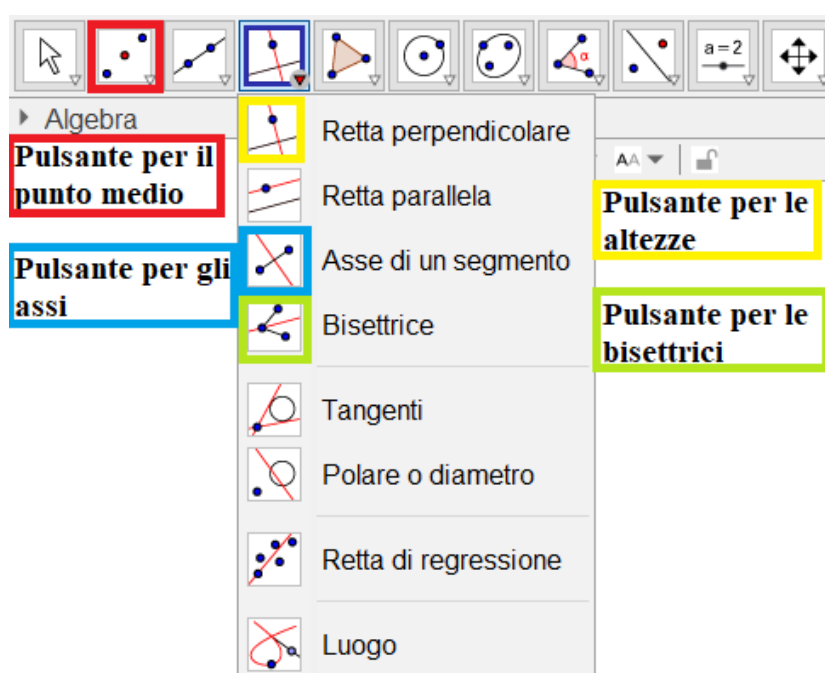 α
a=2
Algebra
Pulsante per il
punto medio
Retta perpendicolare
AA
Retta parallela
Pulsante per le
altezze
Pulsante per gli
assi
Asse di un segmento
Bisettrice
Pulsante per le
bisettrici
Tangenti
Polare o diametro
Retta di regressione
Luogo